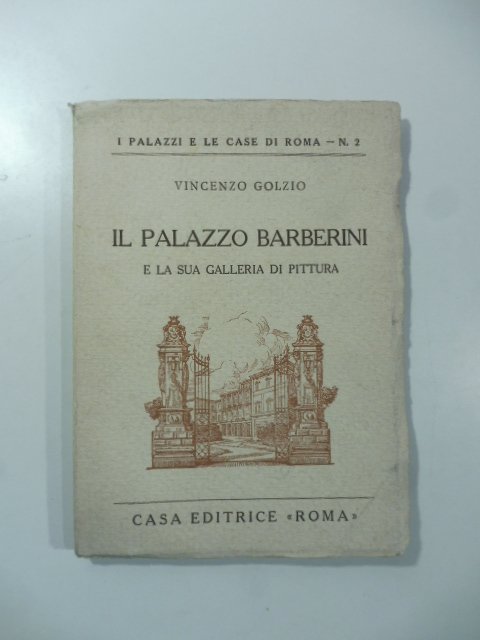 I PALAZZI E LE CASE DI ROMA — N. 2
VINCENZO GOLZIO
IL PALAZZO BARBERINI
E LA SUA GALLERIA DI PITTURA
CASA EDITRICE «ROMA»